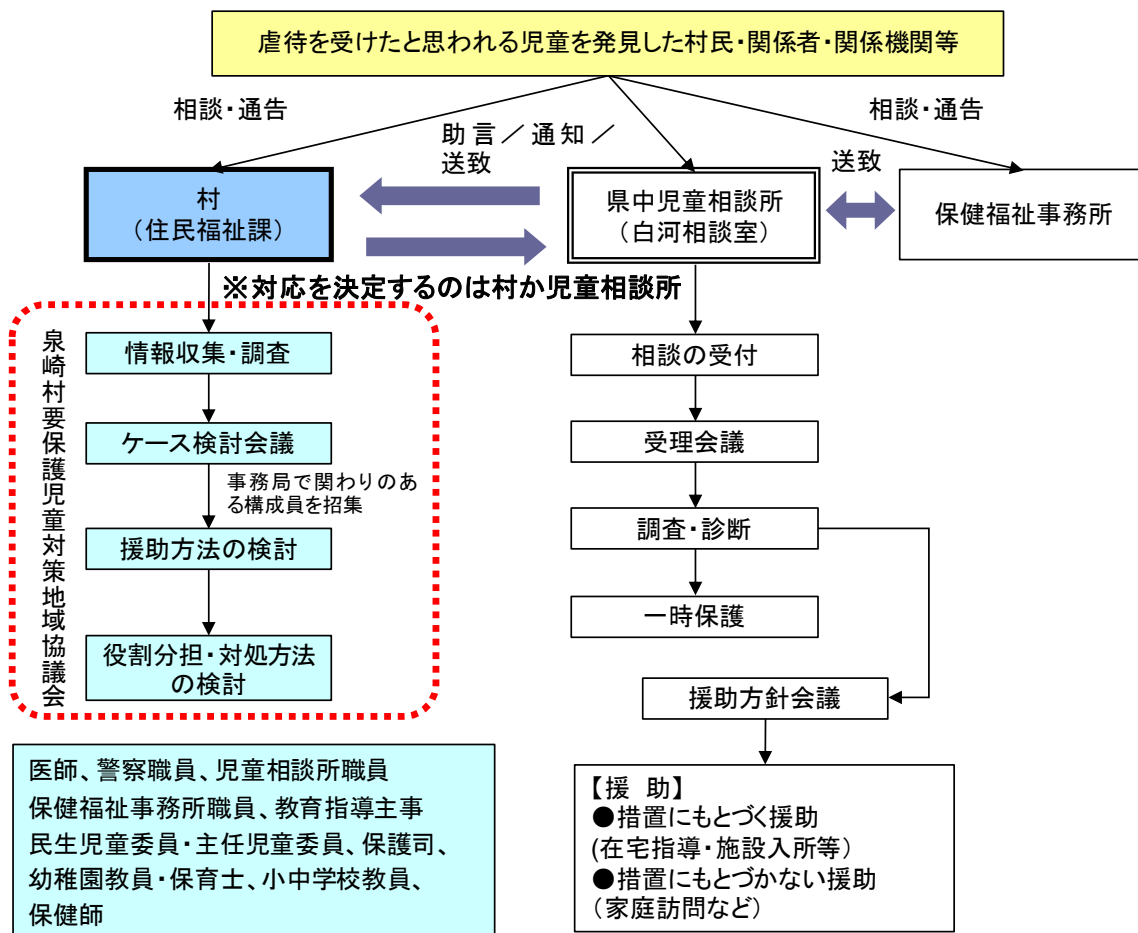 虐待を受けたと思われる児童を発見した村民・関係者・関係機関等
相談・通告
相談・通告
助言／通知／
送致
送致
村
（住民福祉課）
県中児童相談所
（白河相談室）
保健福祉事務所
※対応を決定するのは村か児童相談所
泉崎村要保護児童対策地域協議会
情報収集・調査
ケース検討会議
事務局で関わりのあ
る構成員を招集
援助方法の検討
役割分担・対処方法
の検討
相談の受付
受理会議
調査・診断
一時保護
援助方針会議
医師、警察職員、児童相談所職員
保健福祉事務所職員、教育指導主事
民生児童委員・主任児童委員、保護司、
幼稚園教員・保育士、小中学校教員、
保健師
【援　助】
●措置にもとづく援助
(在宅指導・施設入所等）
●措置にもとづかない援助
（家庭訪問など）